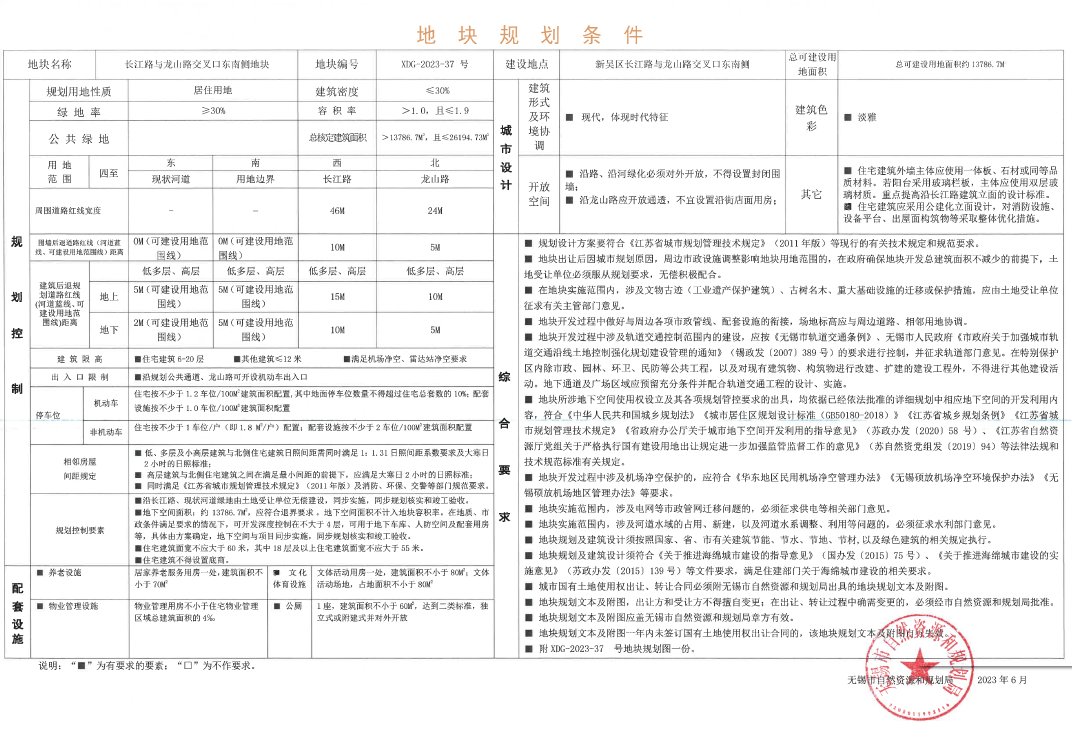 地块规划条件
地块名称 长江路与龙山路交叉口东南侧地块 地块编号 XDG-2023-37 号 建设地点 新吴区长江路与龙山路交叉口东南侧 总可建设用地面积 总可建设用地面积约13786.7㎡
规划控制
规划用地性质 居住用地 建筑密度 ≤30%
绿地率 ≥30% 容积率 >1.0，且≤1.9
公共绿地 总核定建筑面积 >13786.7M²，且≤26194.73M²
用地范围 四至 东 南 西 北
现状河道 用地边界 长江路 龙山路
周围道路红线宽度 － － 46M 24M
围墙后退道路红线（河道蓝线、可建设用地范围线）距离 0M（可建设用地范围线） 0M（可建设用地范围线） 10M 5M
建筑后退规划道路红线(河道蓝线、可建设用地范围线)距离 低多层、高层 低多层、高层 低多层、高层 低多层、高层
地上 5M（可建设用地范围线） 5M（可建设用地范围线） 15M 10M
地下 2M（可建设用地范围线） 5M（可建设用地范围线） 10M 5M
建筑限高 ■住宅建筑 6-20 层 ■其他建筑≤12 米 ■满足机场净空、雷达站净空要求
出入口限制 ■沿规划公共通道、龙山路可开设机动车出入口
停车位 机动车 住宅按不少于 1.2 车位/100M²建筑面积配置,其中地面停车位数量不得超过住宅总套数的 10%；配套
设施按不少于 1.0 车位/100M²建筑面积配置
非机动车 住宅按不少于 1 车位/户（即 1.8 M²/户）配置；配套设施按不少于 2 车位/100M²建筑面积配置
相邻房屋间距规定
■ 低、多层及小高层建筑与北侧住宅建筑日照间距需同时满足 1：1.31 日照间距系数要求及大寒日
2 小时的日照标准；
■ 高层建筑与北侧住宅建筑之间在满足最小间距的前提下，应满足大寒日 2 小时的日照标准；
■ 同时满足《江苏省城市规划管理技术规定》（2011 年版）及消防、环保、交警等部门规范要求。
规划控制要素
■沿长江路、现状河道绿地由土地受让单位无偿建设，同步实施，同步规划核实和竣工验收。
■地下空间面积：约 13786.7M²，应符合退界要求 。地下空间面积不计入地块容积率，在地质、市
政条件满足要求的情况下，可开发深度控制在不大于 4 层，可用于地下车库、人防空间及配套用房
等，具体由方案确定，地下空间与项目同步实施，同步规划核实和竣工验收。
■住宅建筑面宽不应大于 60 米，其中 18 层及以上住宅建筑面宽不应大于 55 米。
■住宅建筑不得设置底商。
配套设施
■ 养老设施 居家养老服务用房一处,建筑面积不小于 70M² ■ 文化体育设施 文体活动用房一处，建筑面积不小于 80M²；文体活动场地，占地面积不小于 80M²
■ 物业管理设施 物业管理用房不小于住宅物业管理区域总建筑面积的 4‰ ■ 公厕 1 座，建筑面积不小于 60M²，达到二类标准，独立式或附建式并对外开放
城市设计
建筑形式及环境协调 ■ 现代，体现时代特征 建筑色彩 ■ 淡雅
开放空间 ■ 沿路、沿河绿化必须对外开放，不得设置封闭围
墙；
■ 沿龙山路应开放通透，不宜设置沿街店面用房；
其它 ■ 住宅建筑外墙主体应使用一体板、石材或同等品
质材料。若阳台采用玻璃栏板，主体应使用双层玻
璃材质。重点提高沿长江路建筑立面的设计标准。
■ 住宅建筑应采用公建化立面设计，对消防设施、
设备平台、出屋面构筑物等采取整体优化措施。
综合要求
■ 规划设计方案要符合《江苏省城市规划管理技术规定》（2011 年版）等现行的有关技术规定和规范要求。
■ 地块出让后因城市规划原因，周边市政设施调整影响地块用地范围的，在政府确保地块开发总建筑面积不减少的前提下，土
地受让单位必须服从规划要求，无偿积极配合。
■ 在地块实施范围内，涉及文物古迹（工业遗产保护建筑）、古树名木、重大基础设施的迁移或保护措施，应由土地受让单位
征求有关主管部门意见。
■ 地块开发过程中做好与周边各项市政管线、配套设施的衔接，场地标高应与周边道路、相邻用地协调。
■ 地块开发过程中涉及轨道交通控制范围内的建设，应按《无锡市轨道交通条例》、无锡市人民政府《市政府关于加强城市轨
道交通沿线土地控制强化规划建设管理的通知》（锡政发〔2007〕389 号）的要求进行控制，并征求轨道部门意见。在特别保护
区内除市政、园林、环卫、民防等公共工程，以及对现有建筑物、构筑物进行改建、扩建的建设工程外，不得进行其他建设活
动。地下通道及广场区域应预留充分条件并配合轨道交通工程的设计、实施。
■ 地块规划所涉地下空间使用权设立及其各项规划管控要求的出具，均依据已经依法批准的详细规划中相应地下空间的开发利用内
容，符合《中华人民共和国城乡规划法》《城市居住区规划设计标准（GB50180-2018）》《江苏省城乡规划条例》《江苏省城
市规划管理技术规定》《省政府办公厅关于城市地下空间开发利用的指导意见》（苏政办发〔2020〕58 号）、《江苏省自然资
源厅党组关于严格执行国有建设用地出让规定进一步加强监管工作的意见》（苏自然资党组发〔2019〕94）等法律法规和
技术规范标准有关规定。
■ 地块开发过程中涉及机场净空保护的，应符合《华东地区民用机场净空管理办法》《无锡硕放机场净空环境保护办法》《无
锡硕放机场地区管理办法》等要求。
■ 地块实施范围内，涉及电网等市政管网迁移问题的，必须征求供电等相关部门意见。
■ 地块实施范围内，涉及河道水域的占用、新建，以及河道水系调整、利用等问题的，必须征求水利部门意见。
■ 地块规划及建筑设计须按照国家、省、市有关建筑节能、节水、节地、节材,以及绿色建筑的相关规定执行。
■ 地块规划及建筑设计须符合《关于推进海绵城市建设的指导意见》（国办发〔2015〕75 号）、《关于推进海绵城市建设的实
施意见》（苏政办发〔2015〕139 号）等文件要求，满足住建部门关于海绵城市建设的相关要求。
■ 城市国有土地使用权出让、转让合同必须附无锡市自然资源和规划局出具的地块规划文本及附图。
■ 地块规划文本及附图，出让方和受让方不得擅自变更；在出让、转让过程中确需变更的，必须经市自然资源和规划局批准。
■ 地块规划文本及附图应盖无锡市自然资源和规划局章方有效。
■ 地块规划文本及附图一年内未签订国有土地使用权出让合同的，该地块规划文本及附图自行失效。
■ 附 XDG-2023-37 号地块规划图一份。
说明：“■”为有要求的要素；“□”为不作要求。
无锡市自然资源和规划局 2023 年 6 月
无锡市自然资源和规划局